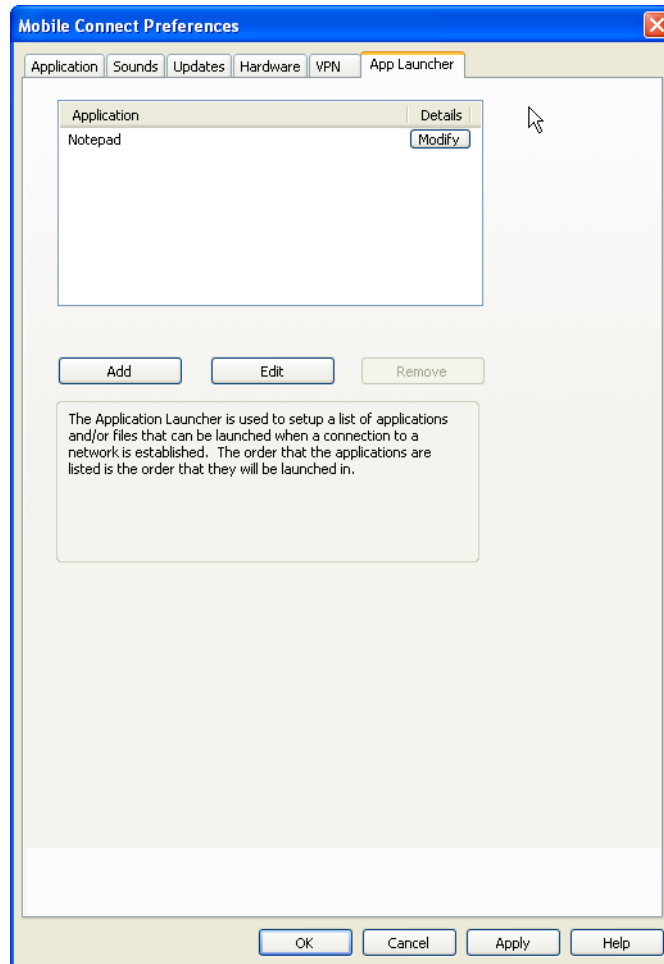 Mobile Connect Preferences
Application Sounds Updates Hardware VPN App Launcher
Application Details
Notepad Modify
Add Edit Remove
The Application Launcher is used to setup a list of applications
and/or files that can be launched when a connection to a
network is established. The order that the applications are
listed is the order that they will be launched in.
OK Cancel Apply Help